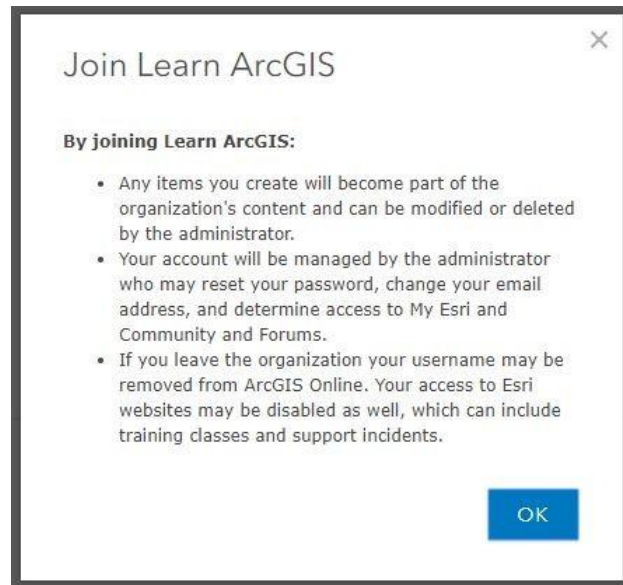 Join Learn ArcGIS
By joining Learn ArcGIS:
• Any items you create will become part of the
organization's content and can be modified or deleted
by the administrator.
• Your account will be managed by the administrator
who may reset your password, change your email
address, and determine access to My Esri and
Community and Forums.
• If you leave the organization your username may be
removed from ArcGIS Online. Your access to Esri
websites may be disabled as well, which can include
training classes and support incidents.
OK